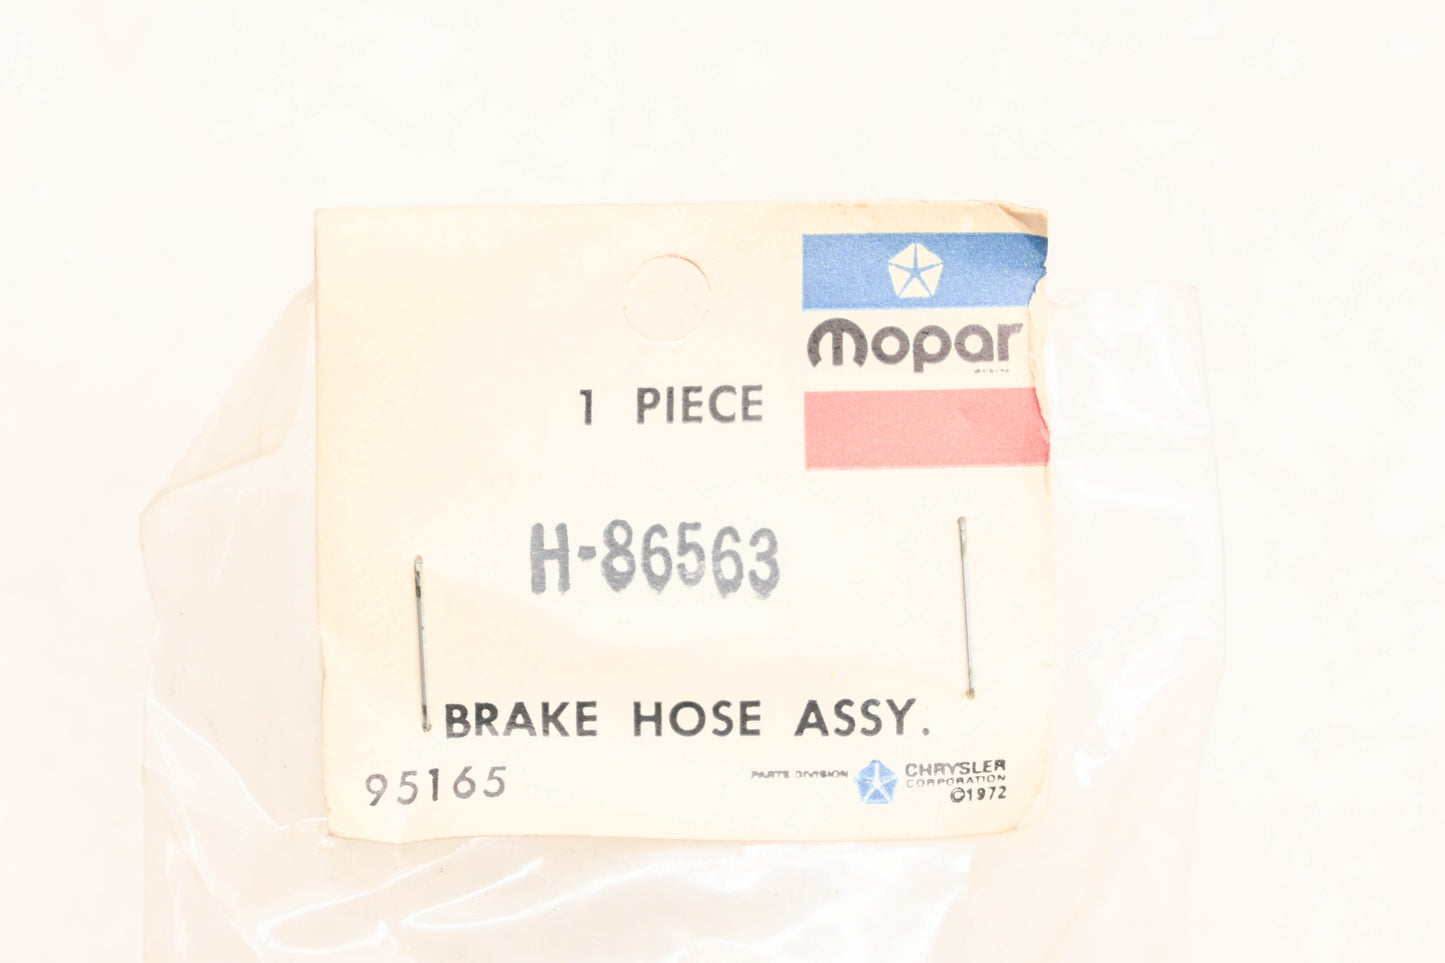 mopar
1 PIECE
H-86563
BRAKE HOSE ASSY.
95165
PARTS DIVISION
CHRYSLER
CORPORATION
©1972